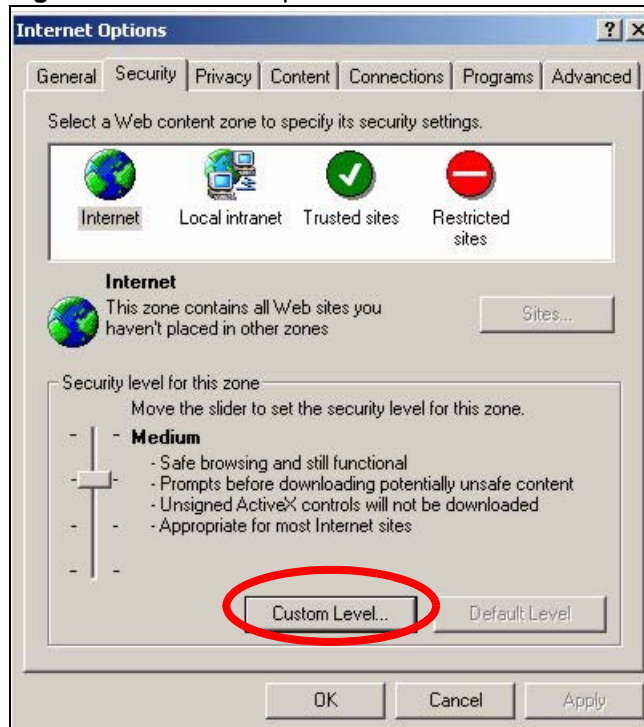 Internet Options
General Security Privacy Content Connections Programs Advanced
Select a Web content zone to specify its security settings.
Internet Local intranet Trusted sites Restricted sites
Internet
This zone contains all Web sites you
haven't placed in other zones
Sites...
Security level for this zone
Move the slider to set the security level for this zone.
Medium
- Safe browsing and still functional
- Prompts before downloading potentially unsafe content
- Unsigned ActiveX controls will not be downloaded
- Appropriate for most Internet sites
Custom Level... Default Level
OK Cancel Apply